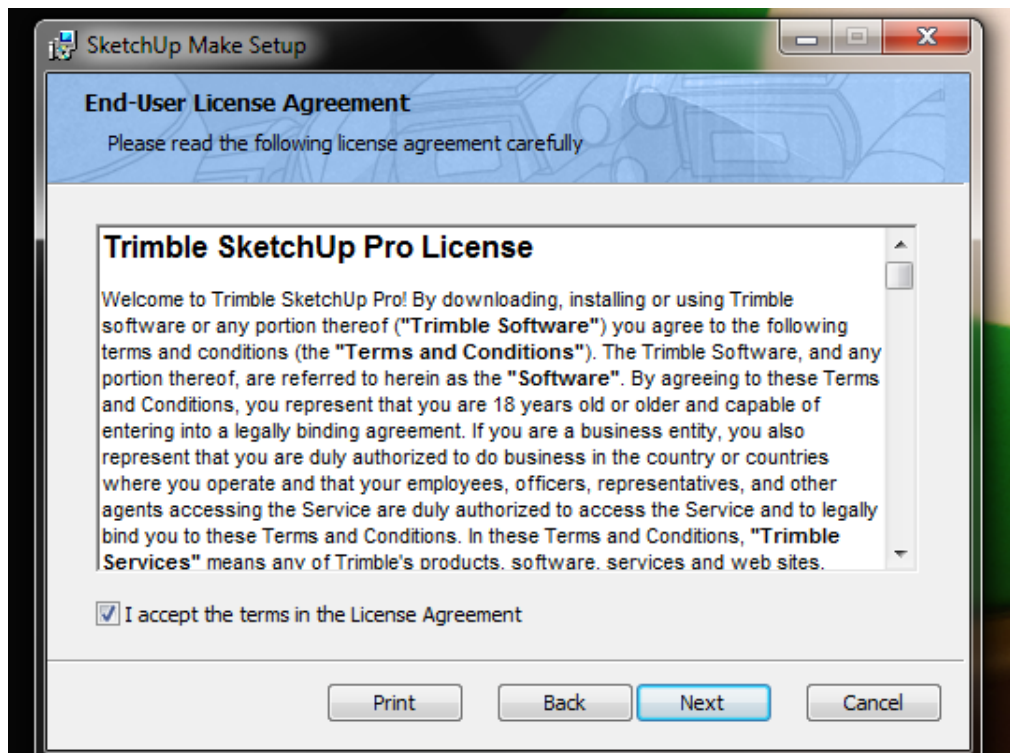 SketchUp Make Setup
End-User License Agreement
Please read the following license agreement carefully
Trimble SketchUp Pro License
Welcome to Trimble SketchUp Pro! By downloading, installing or using Trimble
software or any portion thereof ("Trimble Software") you agree to the following
terms and conditions (the "Terms and Conditions"). The Trimble Software, and any
portion thereof, are referred to herein as the "Software". By agreeing to these Terms
and Conditions, you represent that you are 18 years old or older and capable of
entering into a legally binding agreement. If you are a business entity, you also
represent that you are duly authorized to do business in the country or countries
where you operate and that your employees, officers, representatives, and other
agents accessing the Service are duly authorized to access the Service and to legally
bind you to these Terms and Conditions. In these Terms and Conditions, "Trimble
Services" means any of Trimble's products, software, services and web sites.
I accept the terms in the License Agreement
Print Back Next Cancel